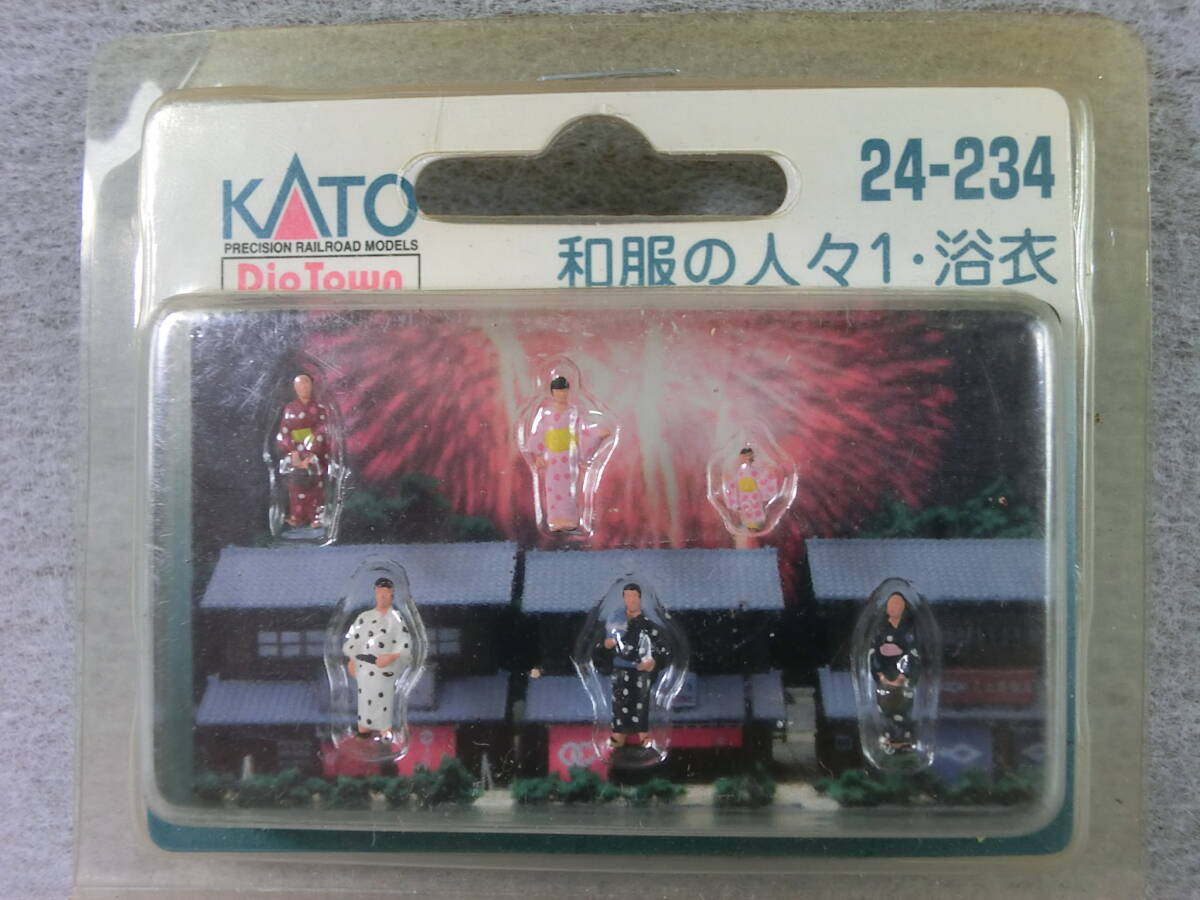 24-234
KATO
PRECISION RAILROAD MODELS
DioTown
和服の人々1・浴衣